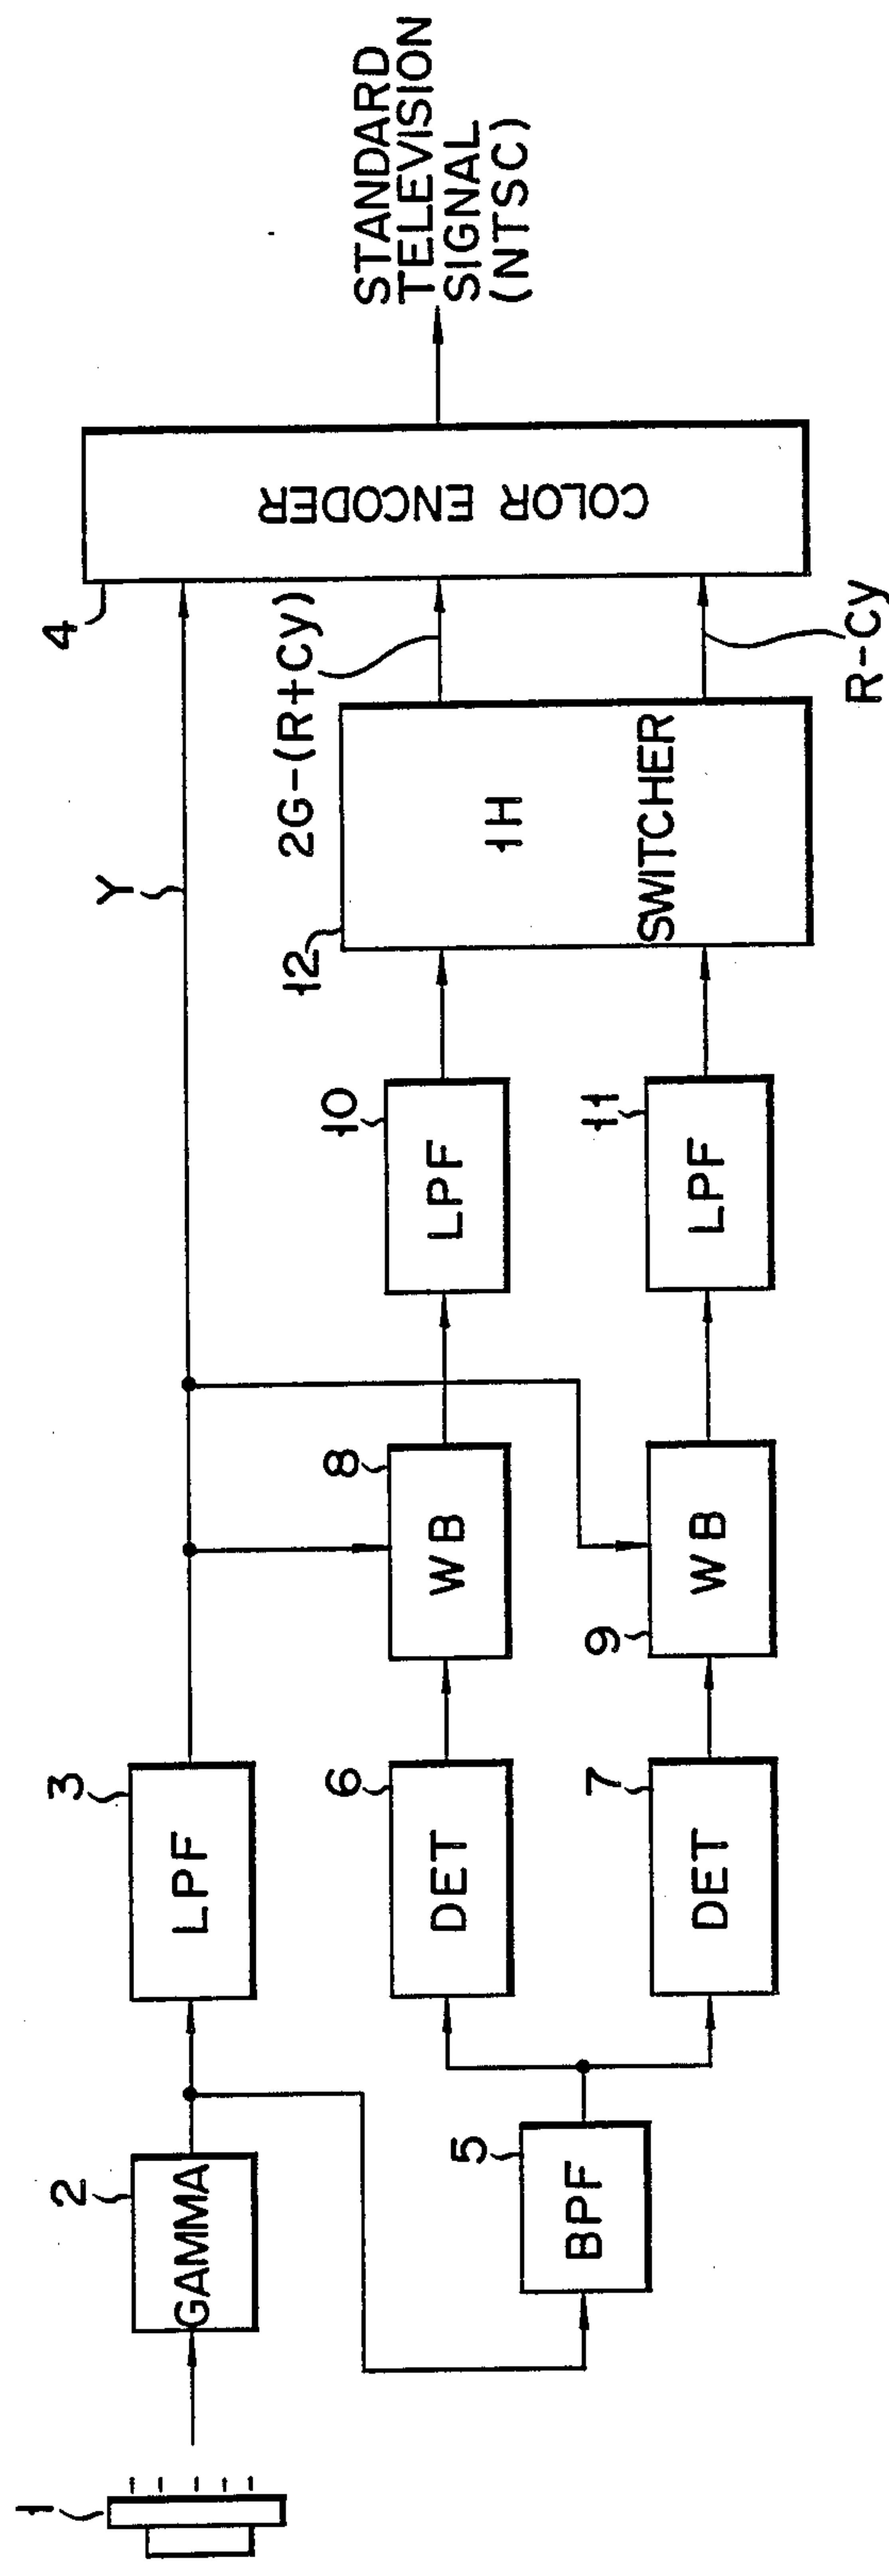 1
2
GAMMA
3
LPF
Y
4
COLOR ENCODER
STANDARD
TELEVISION
SIGNAL
(NTSC)
5
BPF
6
DET
8
WB
10
LPF
12
1H
SWITCHER
2G-(R+Cy)
7
DET
9
WB
11
LPF
R-Cy